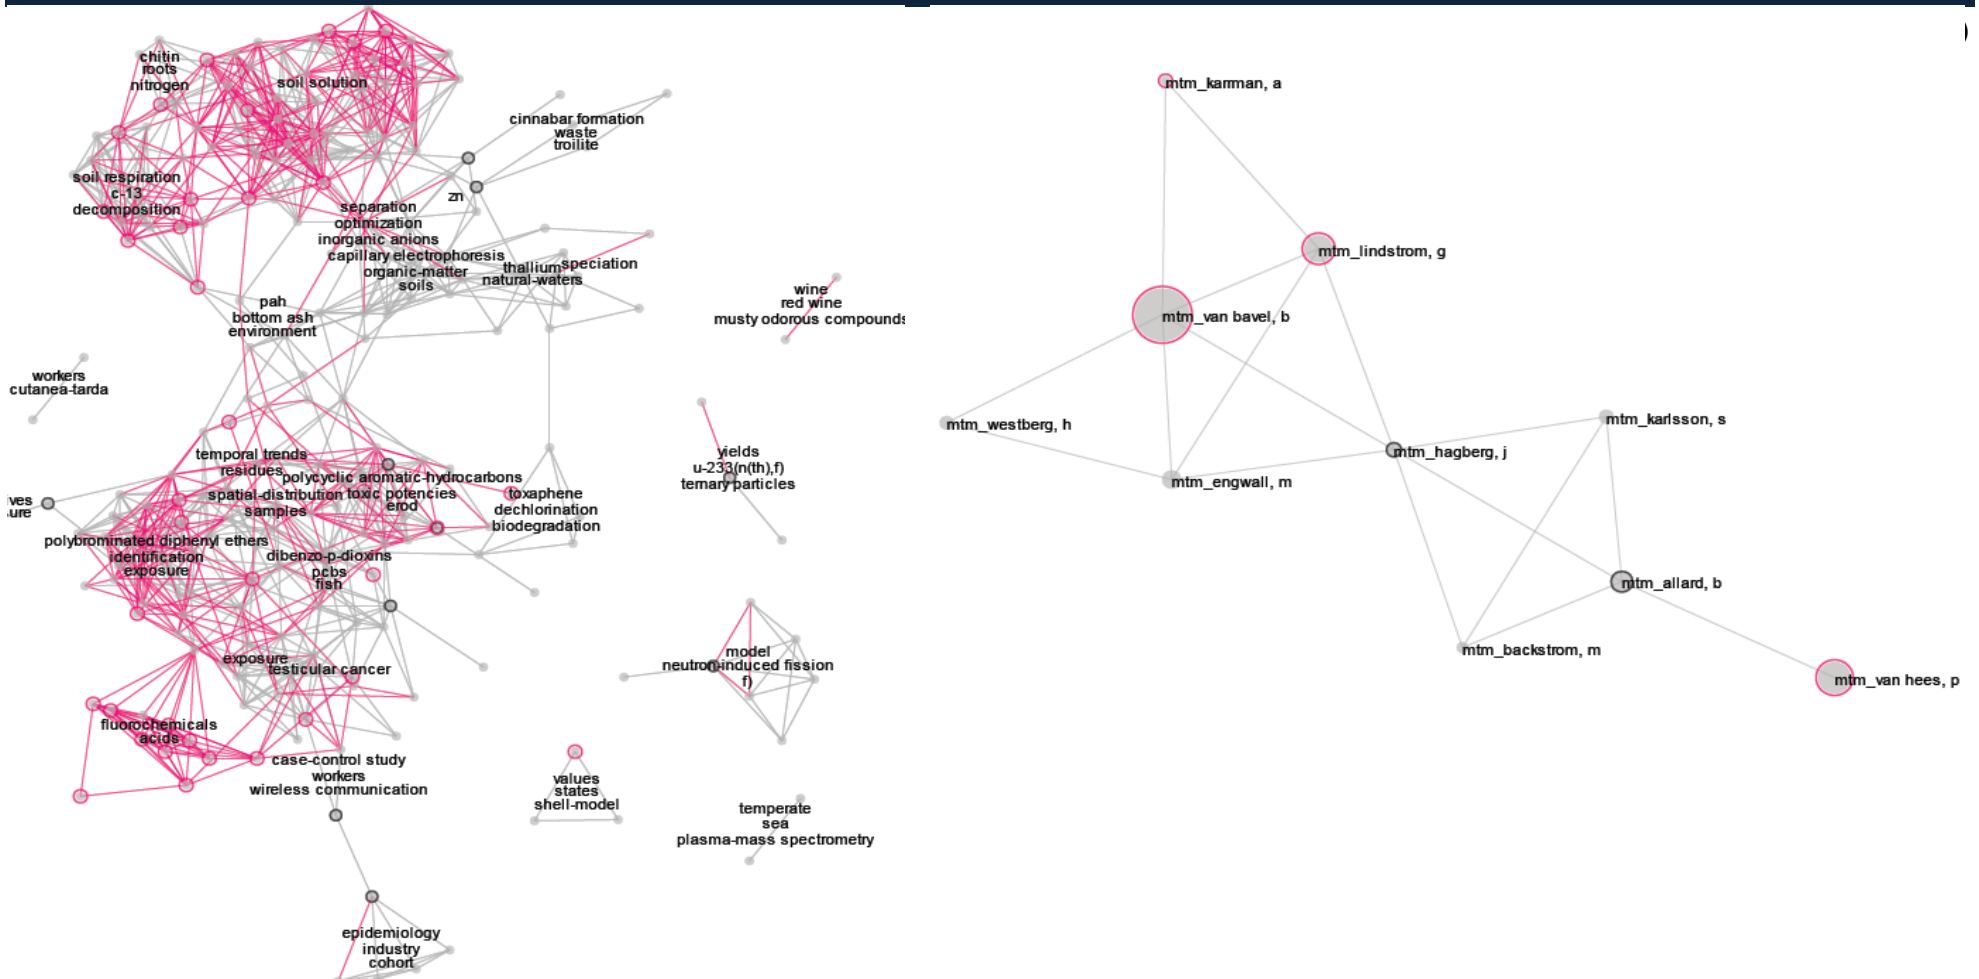 chitin
roots
nitrogen
soil solution
cinnabar formation
waste
troilite
soil respiration
c-13
decomposition
zn
separation
optimization
inorganic anions
capillary electrophoresis
organic-matter
soils
thallium
speciation
natural-waters
pah
bottom ash
environment
wine
red wine
musty odorous compounds
workers
cutanea-tarda
temporal trends
residues
polycyclic aromatic-hydrocarbons
spatial-distribution
toxic potencies
erod
samples
toxaphene
dechlorination
biodegradation
yields
u-233(n(th),f)
ternary particles
ives
ure
polybrominated diphenyl ethers
identification
exposure
dibenzo-p-dioxins
pcbs
fish
exposure
testicular cancer
model
neutron-induced fission
f)
fluorochemicals
acids
case-control study
workers
wireless communication
values
states
shell-model
temperate
sea
plasma-mass spectrometry
epidemiology
industry
cohort
)
mtm_karrman, a
mtm_lindstrom, g
mtm_van bavel, b
mtm_westberg, h
mtm_karlsson, s
mtm_hagberg, j
mtm_engwall, m
mtm_allard, b
mtm_backstrom, m
mtm_van hees, p